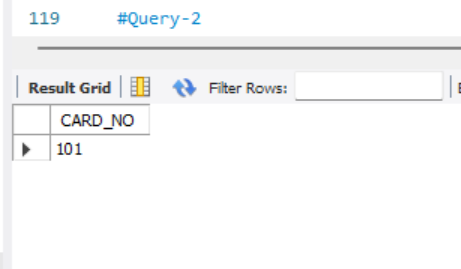 119 #Query-2
Result Grid Filter Rows:
CARD_NO
101